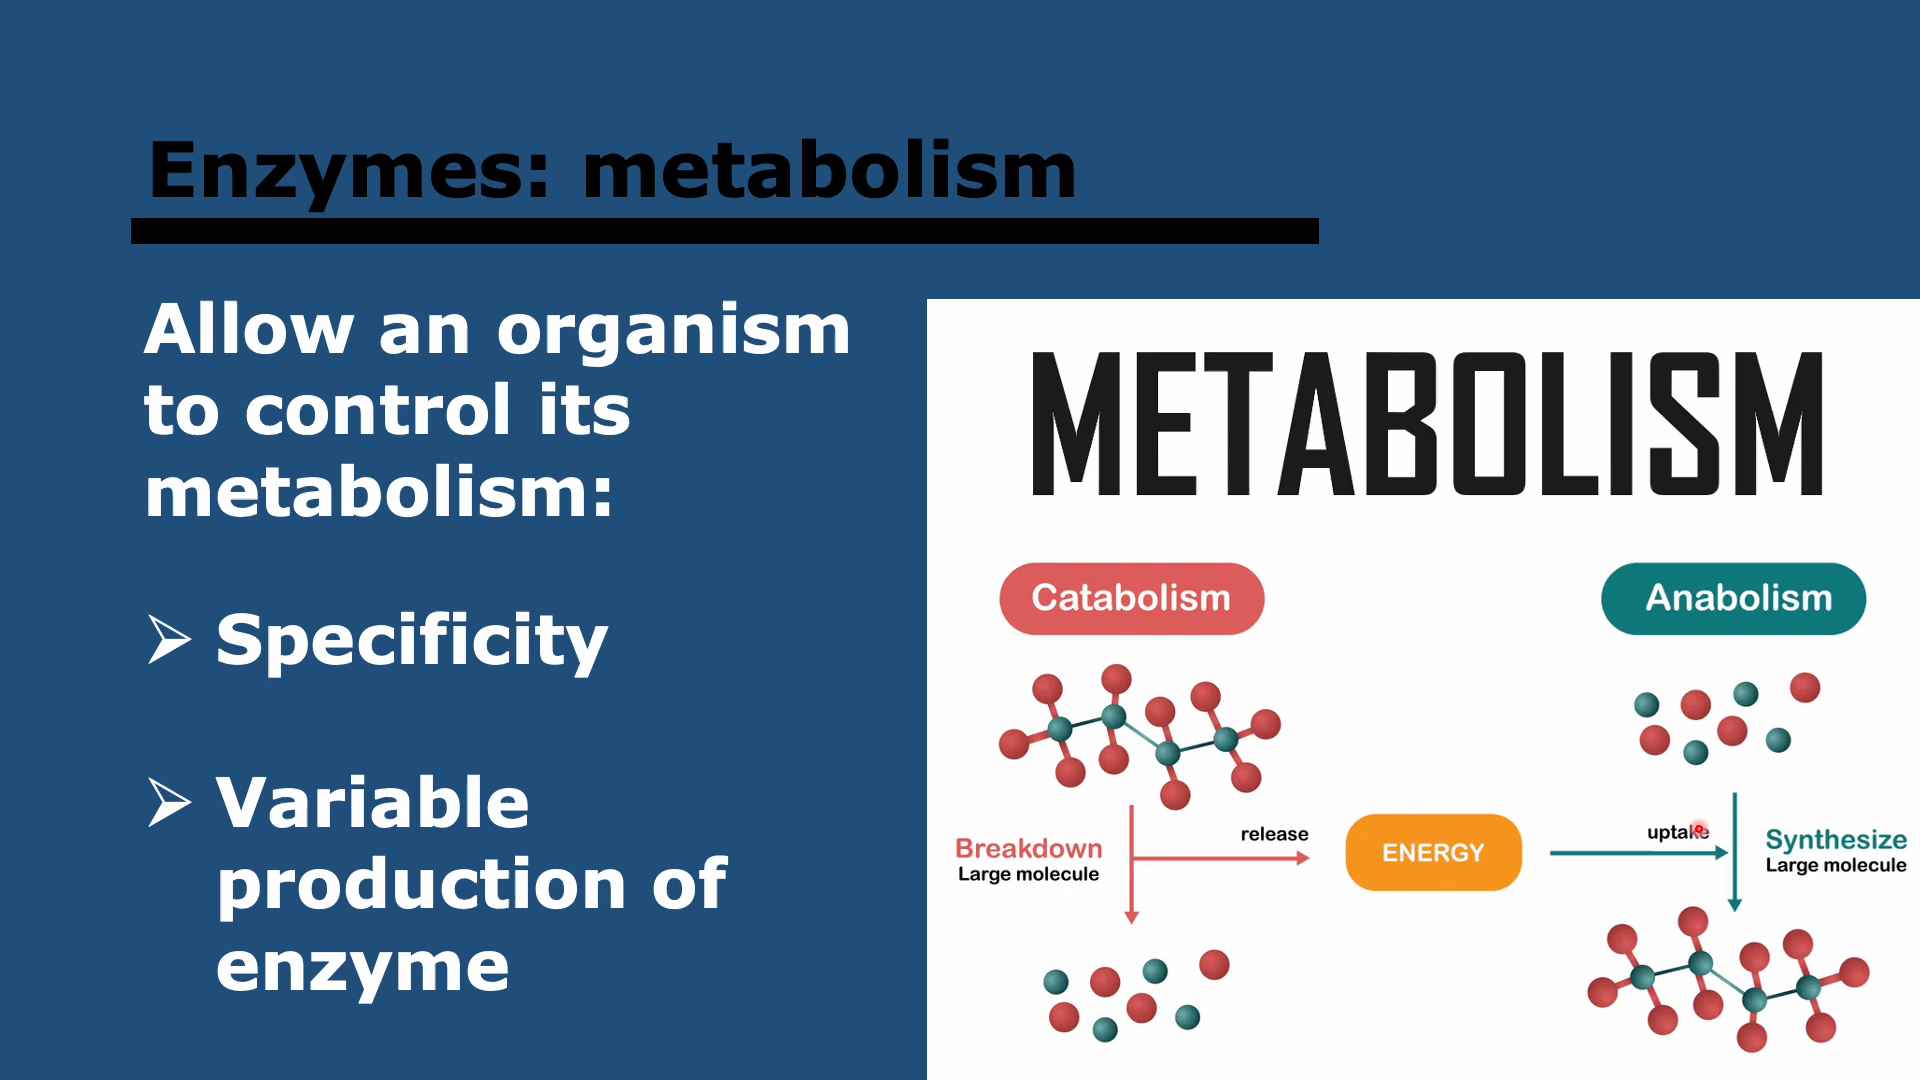 Enzymes: metabolism
Allow an organism
to control its
metabolism:
Specificity
Variable
production of
enzyme
METABOLISM
Catabolism
Anabolism
Breakdown
Large molecule
release
ENERGY
uptake
Synthesize
Large molecule